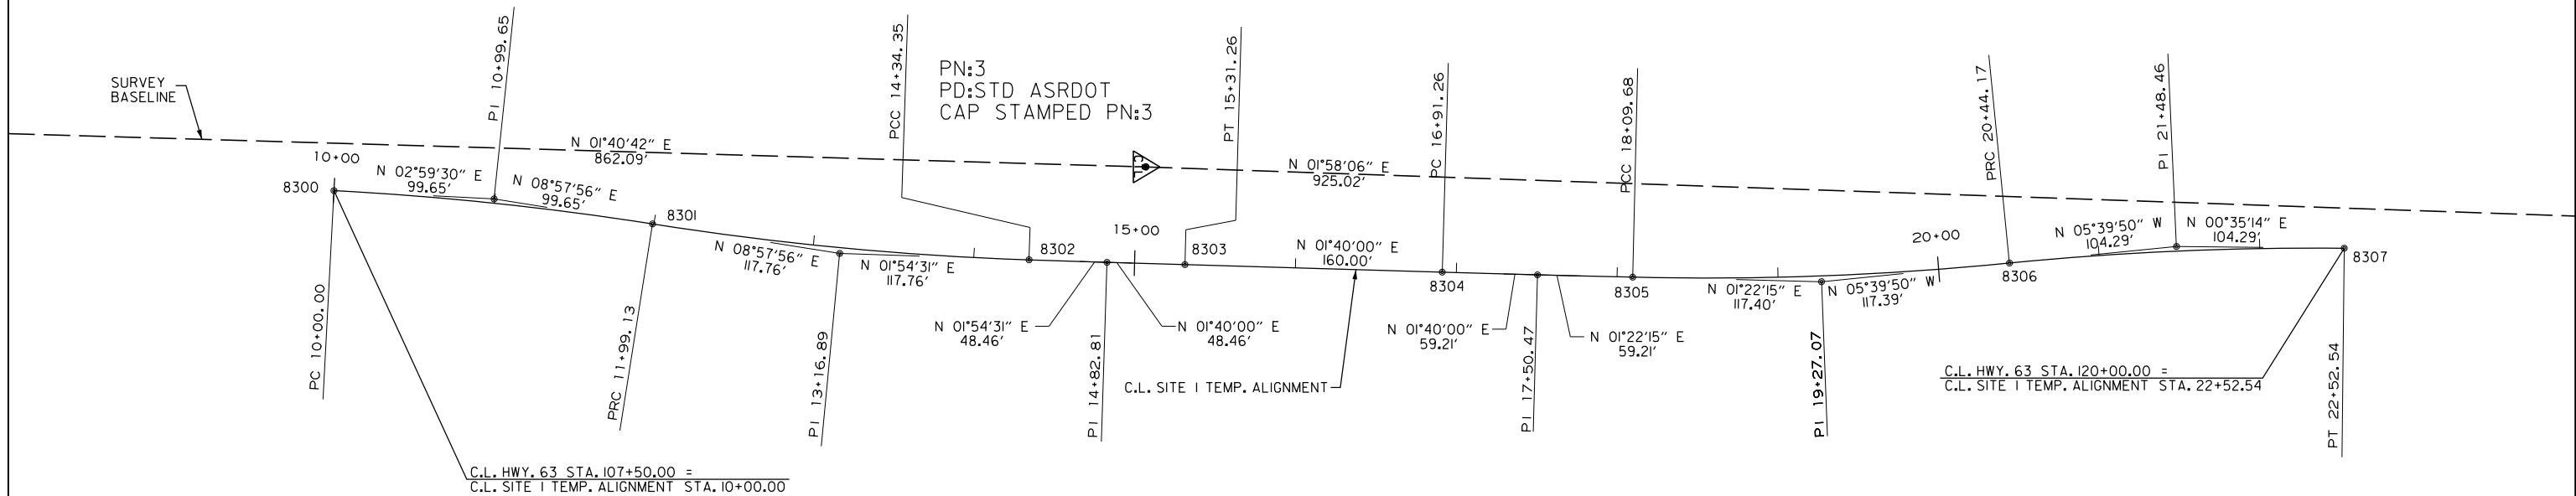 PI 10+99.65
PCC 14+34.35
PT 15+31.26
PC 16+91.26
PCC 18+09.68
PRC 20+44.17
PI 21+48.46
SURVEY
BASELINE
PN:3
PD:STD ASRDOT
CAP STAMPED PN:3
N 01°40'42" E
862.09'
N 01°58'06" E
925.02'
CTL
10+00
8300
N 02°59'30" E
99.65'
N 08°57'56" E
99.65'
8301
N 08°57'56" E
117.76'
N 01°54'31" E
117.76'
8302
15+00
8303
N 01°40'00" E
160.00'
8304
8305
N 01°22'15" E
117.40'
N 05°39'50" W
117.39'
20+00
8306
N 05°39'50" W
104.29'
N 00°35'14" E
104.29'
8307
N 01°54'31" E
48.46'
N 01°40'00" E
48.46'
N 01°40'00" E
59.21'
N 01°22'15" E
59.21'
PC 10+00.00
PRC 11+99.13
PI 13+16.89
PI 14+82.81
PI 17+50.47
PI 19+27.07
PT 22+52.54
C.L. SITE 1 TEMP. ALIGNMENT
C.L. HWY. 63 STA. 120+00.00 =
C.L. SITE 1 TEMP. ALIGNMENT STA. 22+52.54
C.L. HWY. 63 STA. 107+50.00 =
C.L. SITE 1 TEMP. ALIGNMENT STA. 10+00.00